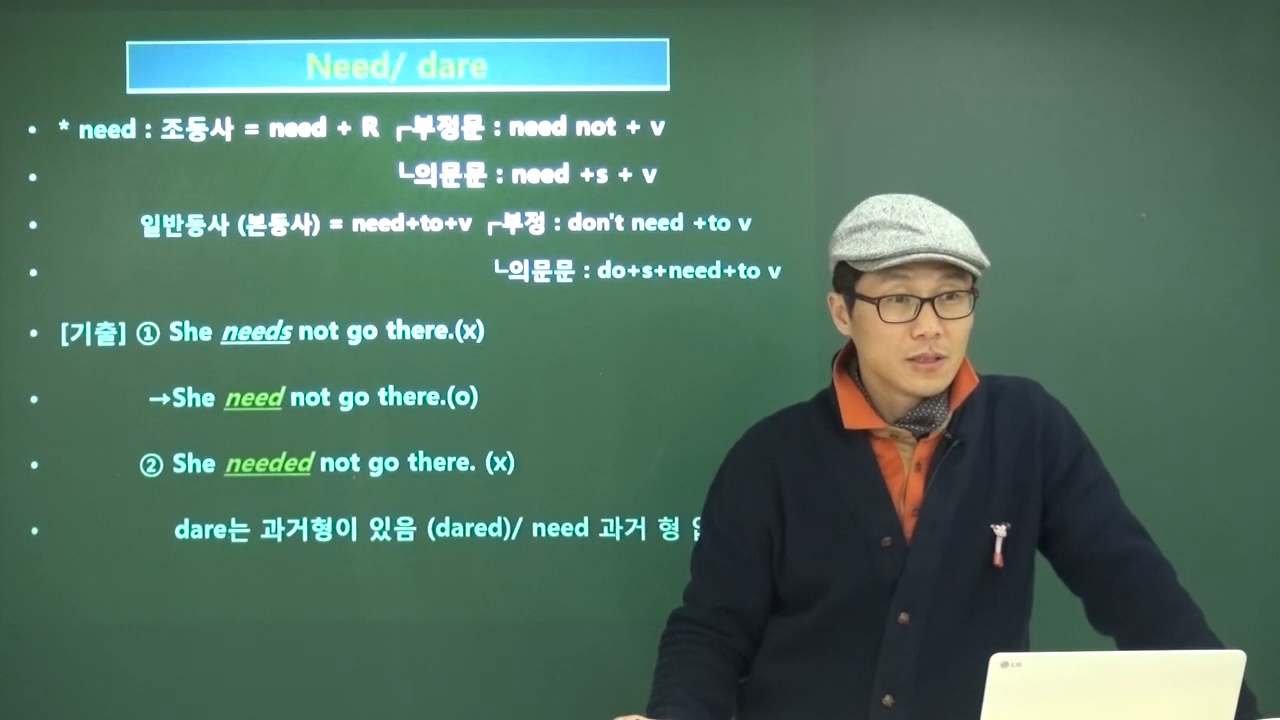 Need/ dare
• * need : 조동사 = need + R ┌부정문 : need not + v
• └의문문 : need +s + v
• 일반동사 (본동사) = need+to+v ┌부정 : don't need +to v
• └의문문 : do+s+need+to v
• [기출] ① She needs not go there.(x)
• →She need not go there.(o)
• ② She needed not go there. (x)
• dare는 과거형이 있음 (dared)/ need 과거 형
LG